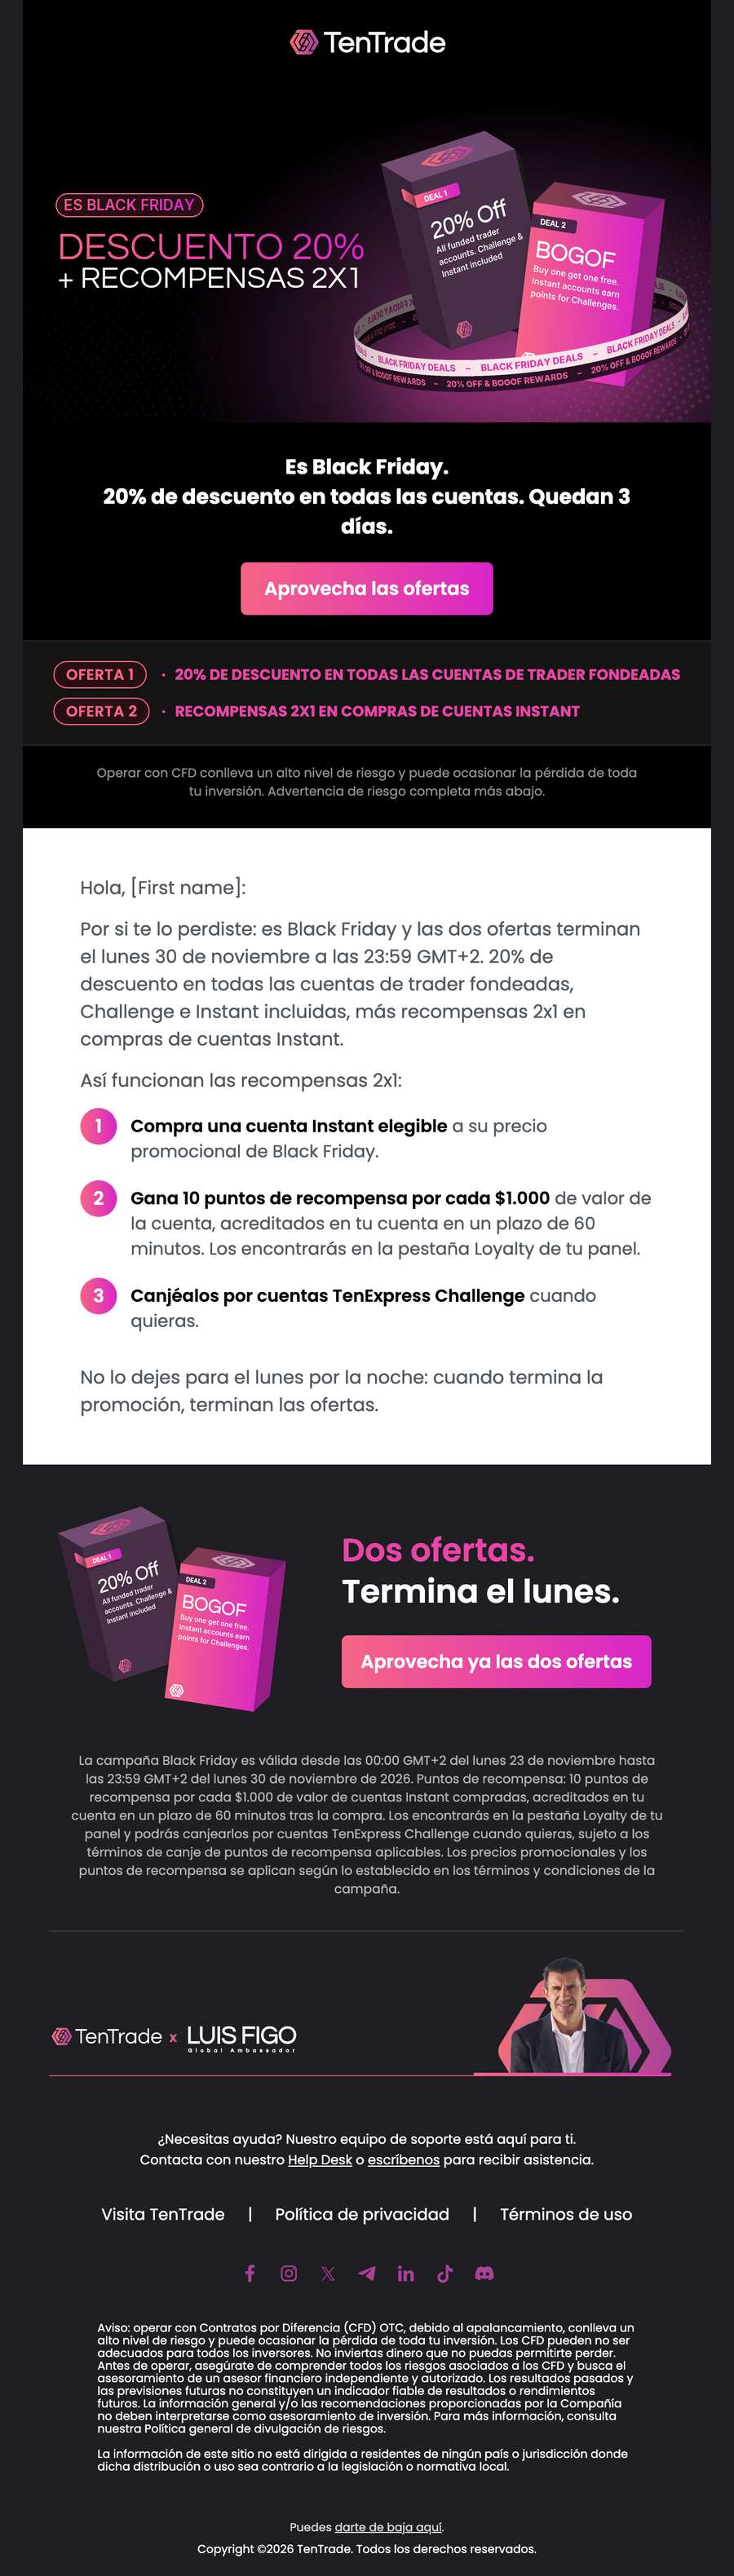 TenTrade
ES BLACK FRIDAY
DESCUENTO 20%
+ RECOMPENSAS 2X1
DEAL 1
20% Off
All funded trader
accounts. Challenge &
Instant included
DEAL 2
BOGOF
Buy one get one free.
Instant accounts earn
points for Challenges.
BLACK FRIDAY DEALS – BLACK FRIDAY DEALS – BLACK FRIDAY DEALS
20% OFF & BOGOF REWARDS – 20% OFF & BOGOF REWARDS
Es Black Friday.
20% de descuento en todas las cuentas. Quedan 3
días.
Aprovecha las ofertas
OFERTA 1 · 20% DE DESCUENTO EN TODAS LAS CUENTAS DE TRADER FONDEADAS
OFERTA 2 · RECOMPENSAS 2X1 EN COMPRAS DE CUENTAS INSTANT
Operar con CFD conlleva un alto nivel de riesgo y puede ocasionar la pérdida de toda
tu inversión. Advertencia de riesgo completa más abajo.
Hola, [First name]:
Por si te lo perdiste: es Black Friday y las dos ofertas terminan
el lunes 30 de noviembre a las 23:59 GMT+2. 20% de
descuento en todas las cuentas de trader fondeadas,
Challenge e Instant incluidas, más recompensas 2x1 en
compras de cuentas Instant.
Así funcionan las recompensas 2x1:
1 Compra una cuenta Instant elegible a su precio
promocional de Black Friday.
2 Gana 10 puntos de recompensa por cada $1.000 de valor de
la cuenta, acreditados en tu cuenta en un plazo de 60
minutos. Los encontrarás en la pestaña Loyalty de tu panel.
3 Canjéalos por cuentas TenExpress Challenge cuando
quieras.
No lo dejes para el lunes por la noche: cuando termina la
promoción, terminan las ofertas.
DEAL 1
20% Off
All funded trader
accounts. Challenge &
Instant included
DEAL 2
BOGOF
Buy one get one free.
Instant accounts earn
points for Challenges.
Dos ofertas.
Termina el lunes.
Aprovecha ya las dos ofertas
La campaña Black Friday es válida desde las 00:00 GMT+2 del lunes 23 de noviembre hasta
las 23:59 GMT+2 del lunes 30 de noviembre de 2026. Puntos de recompensa: 10 puntos de
recompensa por cada $1.000 de valor de cuentas Instant compradas, acreditados en tu
cuenta en un plazo de 60 minutos tras la compra. Los encontrarás en la pestaña Loyalty de tu
panel y podrás canjearlos por cuentas TenExpress Challenge cuando quieras, sujeto a los
términos de canje de puntos de recompensa aplicables. Los precios promocionales y los
puntos de recompensa se aplican según lo establecido en los términos y condiciones de la
campaña.
TenTrade x LUIS FIGO
Global Ambassador
¿Necesitas ayuda? Nuestro equipo de soporte está aquí para ti.
Contacta con nuestro Help Desk o escríbenos para recibir asistencia.
Visita TenTrade | Política de privacidad | Términos de uso
Aviso: operar con Contratos por Diferencia (CFD) OTC, debido al apalancamiento, conlleva un
alto nivel de riesgo y puede ocasionar la pérdida de toda tu inversión. Los CFD pueden no ser
adecuados para todos los inversores. No inviertas dinero que no puedas permitirte perder.
Antes de operar, asegúrate de comprender todos los riesgos asociados a los CFD y busca el
asesoramiento de un asesor financiero independiente y autorizado. Los resultados pasados y
las previsiones futuras no constituyen un indicador fiable de resultados o rendimientos
futuros. La información general y/o las recomendaciones proporcionadas por la Compañía
no deben interpretarse como asesoramiento de inversión. Para más información, consulta
nuestra Política general de divulgación de riesgos.
La información de este sitio no está dirigida a residentes de ningún país o jurisdicción donde
dicha distribución o uso sea contrario a la legislación o normativa local.
Puedes darte de baja aquí.
Copyright ©2026 TenTrade. Todos los derechos reservados.